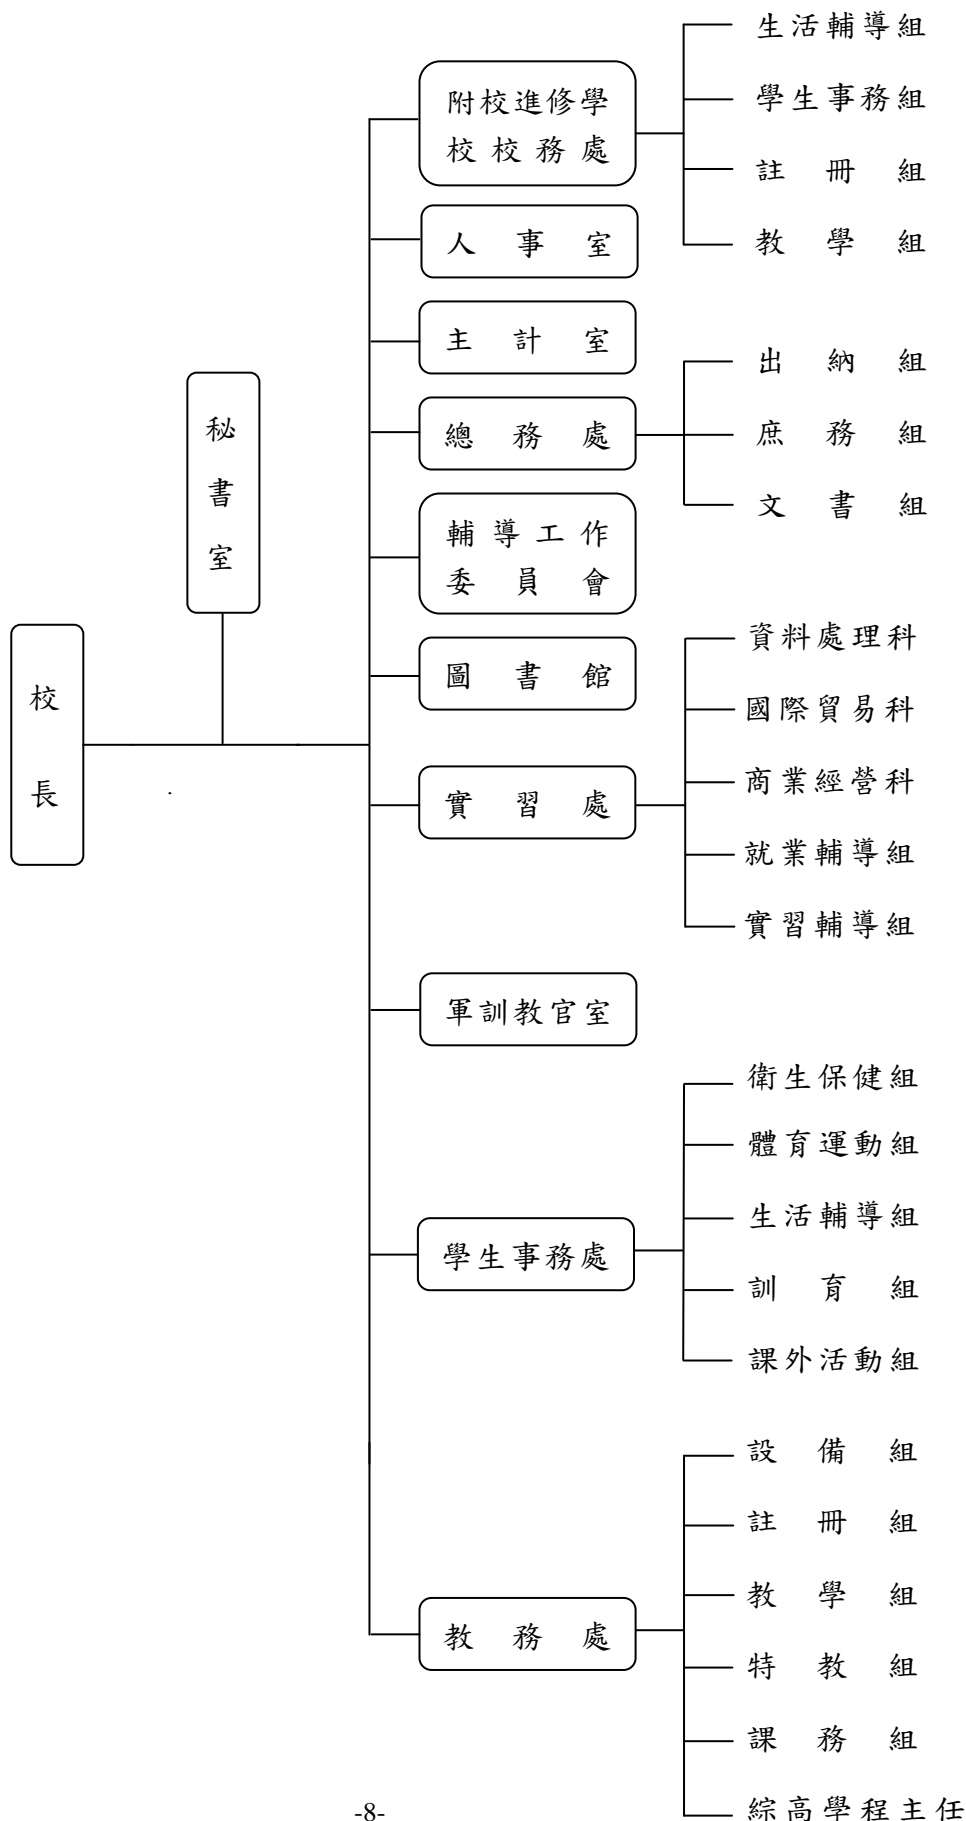 校長
秘書室
附校進修學
校校務處
生活輔導組
學生事務組
註冊組
教學組
人事室
主計室
總務處
出納組
庶務組
文書組
輔導工作
委員會
圖書館
實習處
資料處理科
國際貿易科
商業經營科
就業輔導組
實習輔導組
軍訓教官室
學生事務處
衛生保健組
體育運動組
生活輔導組
訓育組
課外活動組
教務處
設備組
註冊組
教學組
特教組
課務組
綜高學程主任
-8-